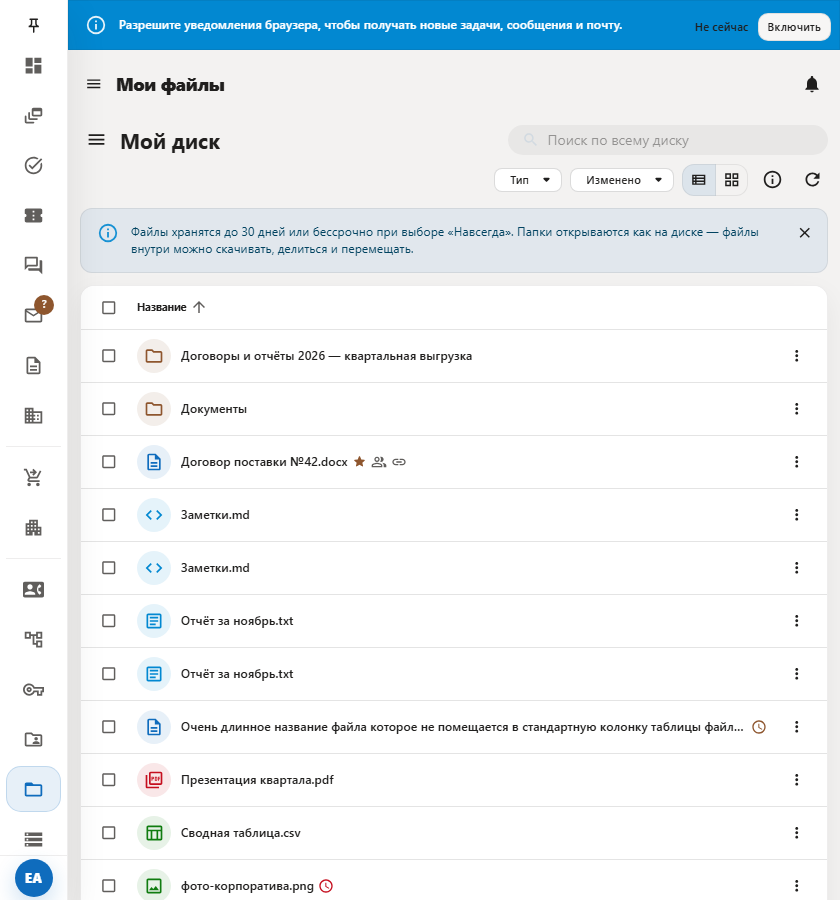 Разрешите уведомления браузера, чтобы получать новые задачи, сообщения и почту.
Не сейчас
Включить
Мои файлы
Мой диск
Поиск по всему диску
Тип
Изменено
Файлы хранятся до 30 дней или бессрочно при выборе «Навсегда». Папки открываются как на диске — файлы
внутри можно скачивать, делиться и перемещать.
Название
?
Договоры и отчёты 2026 — квартальная выгрузка
Документы
Договор поставки №42.docx
Заметки.md
Заметки.md
Отчёт за ноябрь.txt
Отчёт за ноябрь.txt
Очень длинное название файла которое не помещается в стандартную колонку таблицы файл...
PDF
Презентация квартала.pdf
Сводная таблица.csv
EA
фото-корпоратива.png